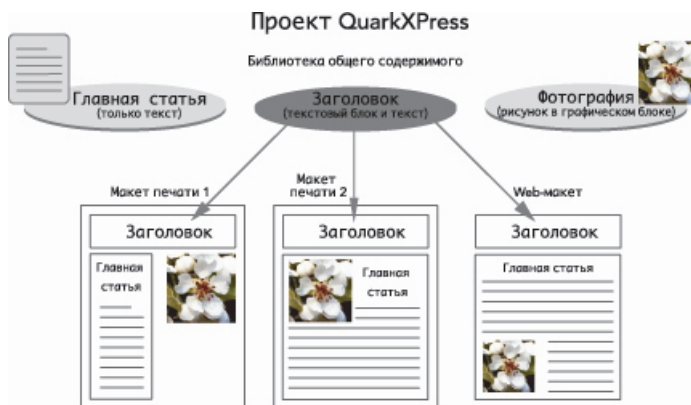 Проект QuarkXPress
Библиотека общего содержимого
Главная статья
(только текст)
Заголовок
(текстовый блок и текст)
Фотография
(рисунок в графическом блоке)
Макет печати 1
Макет
печати 2
Web-макет
Заголовок
Заголовок
Заголовок
Главная
статья
Главная
статья
Главная статья